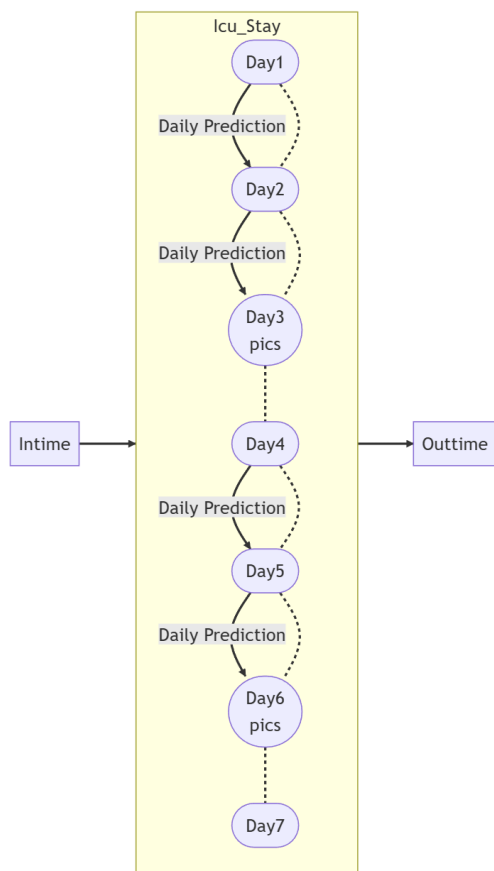 Icu_Stay
Day1
Daily Prediction
Day2
Daily Prediction
Day3
pics
Intime
Day4
Outtime
Daily Prediction
Day5
Daily Prediction
Day6
pics
Day7